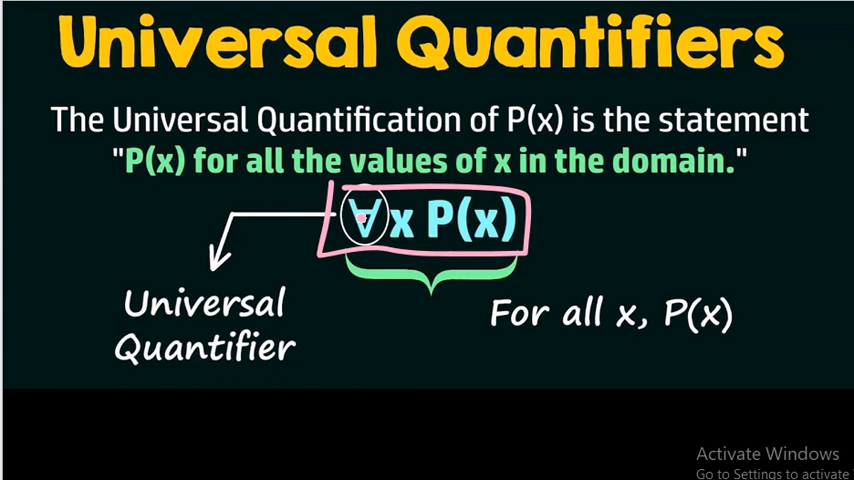 Universal Quantifiers
The Universal Quantification of P(x) is the statement
"P(x) for all the values of x in the domain."
∀x P(x)
Universal
Quantifier
For all x, P(x)
Activate Windows
Go to Settings to activate